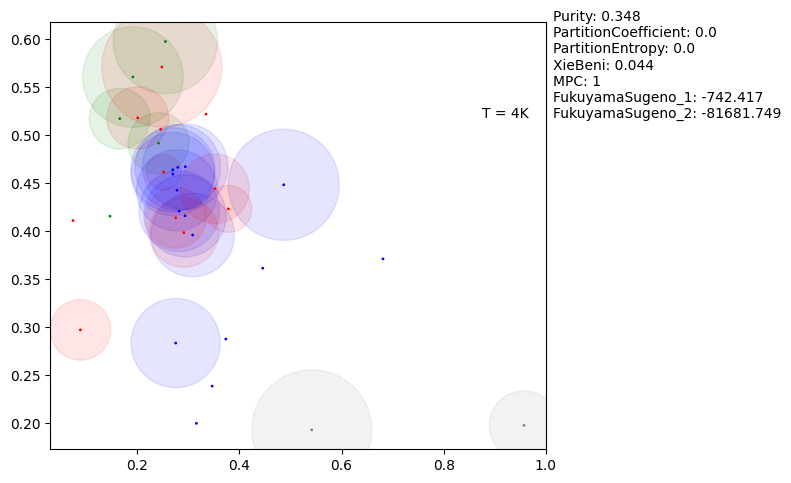 Purity: 0.348
PartitionCoefficient: 0.0
PartitionEntropy: 0.0
XieBeni: 0.044
MPC: 1
FukuyamaSugeno_1: -742.417
FukuyamaSugeno_2: -81681.749
T = 4K
0.60
0.55
0.50
0.45
0.40
0.35
0.30
0.25
0.20
0.2
0.4
0.6
0.8
1.0